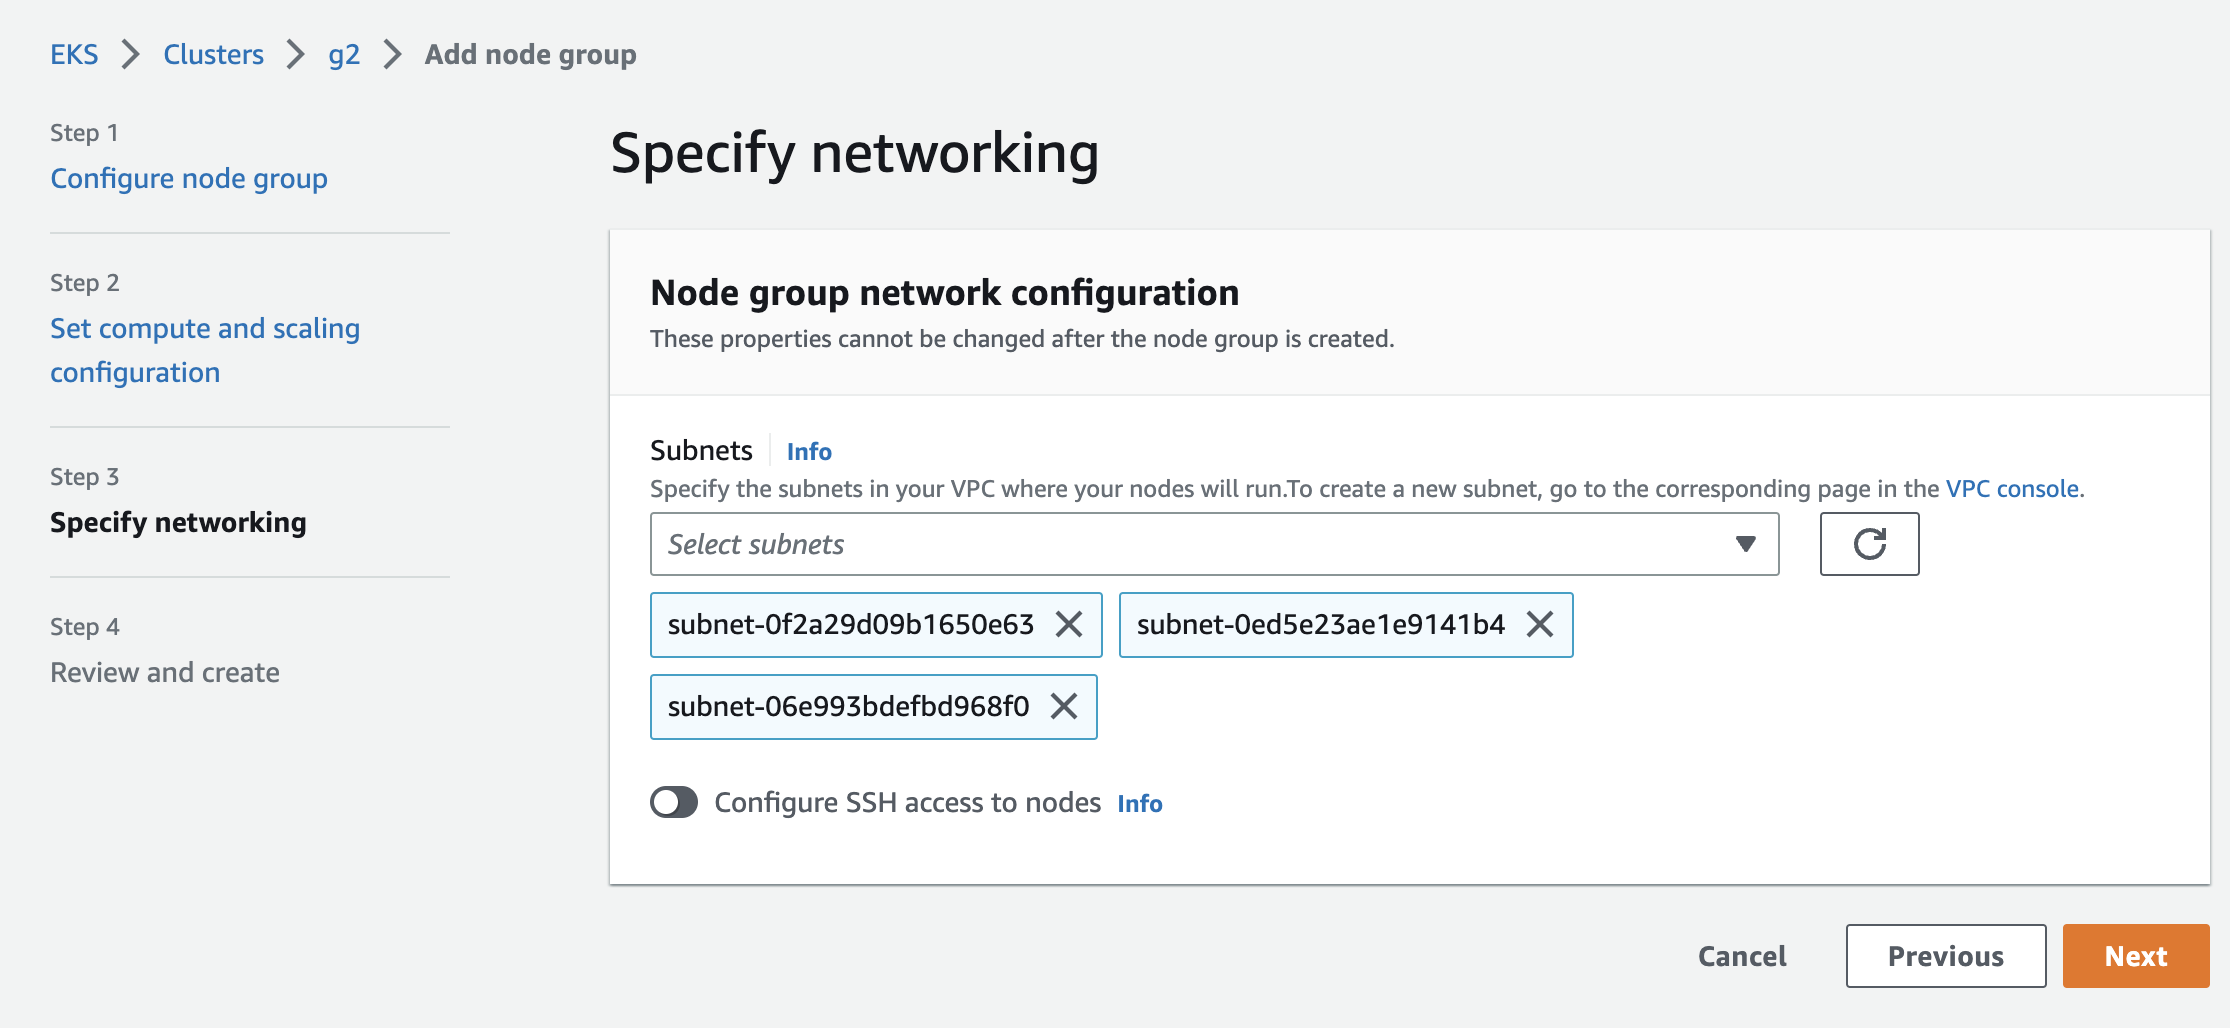 EKS > Clusters > g2 > Add node group
Step 1
Configure node group
Step 2
Set compute and scaling
configuration
Step 3
Specify networking
Step 4
Review and create
Specify networking
Node group network configuration
These properties cannot be changed after the node group is created.
Subnets Info
Specify the subnets in your VPC where your nodes will run.To create a new subnet, go to the corresponding page in the VPC console.
Select subnets
subnet-0f2a29d09b1650e63 subnet-0ed5e23ae1e9141b4
subnet-06e993bdefbd968f0
Configure SSH access to nodes Info
Cancel Previous Next